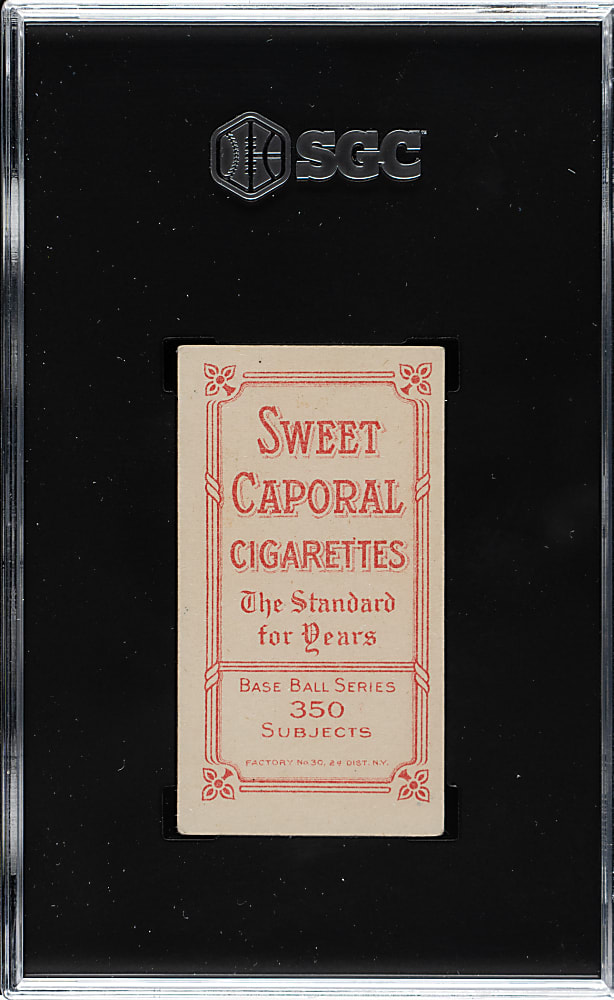 SGC
SWEET
CAPORAL
CIGARETTES
The Standard
for Years
BASE BALL SERIES
350
SUBJECTS
FACTORY No 30, 2d DIST. N.Y.